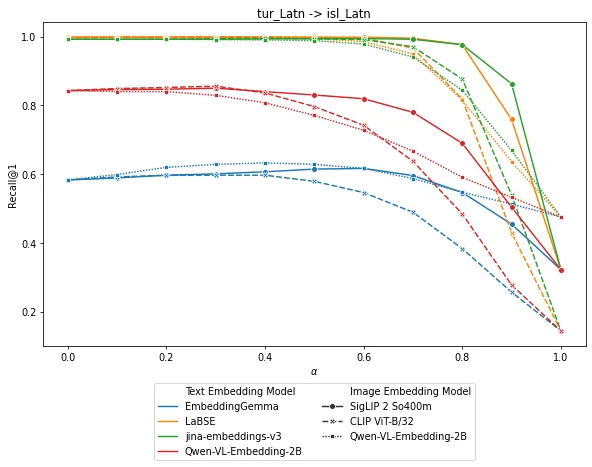 tur_Latn -> isl_Latn
1.0
0.8
0.6
0.4
0.2
Recall@1
0.0 0.2 0.4 0.6 0.8 1.0
α
Text Embedding Model
EmbeddingGemma
LaBSE
jina-embeddings-v3
Qwen-VL-Embedding-2B
Image Embedding Model
SigLIP 2 So400m
CLIP ViT-B/32
Qwen-VL-Embedding-2B